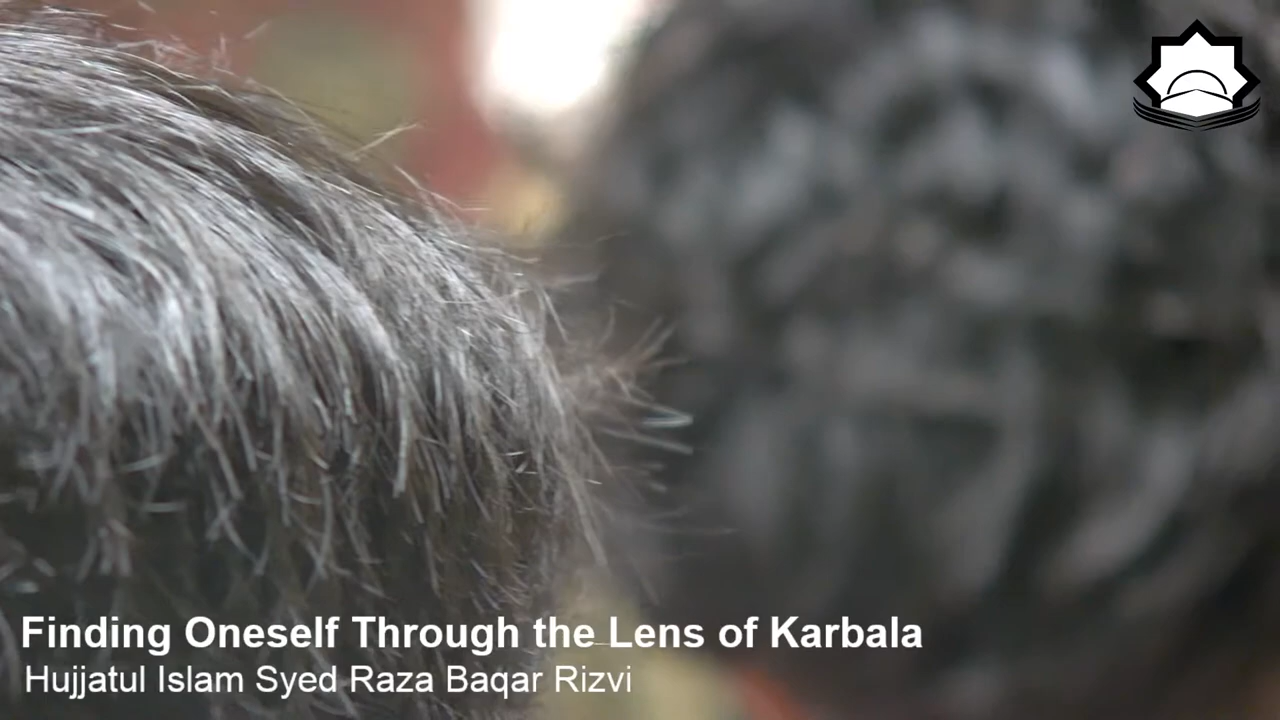 Finding Oneself Through the Lens of Karbala
Hujjatul Islam Syed Raza Baqar Rizvi